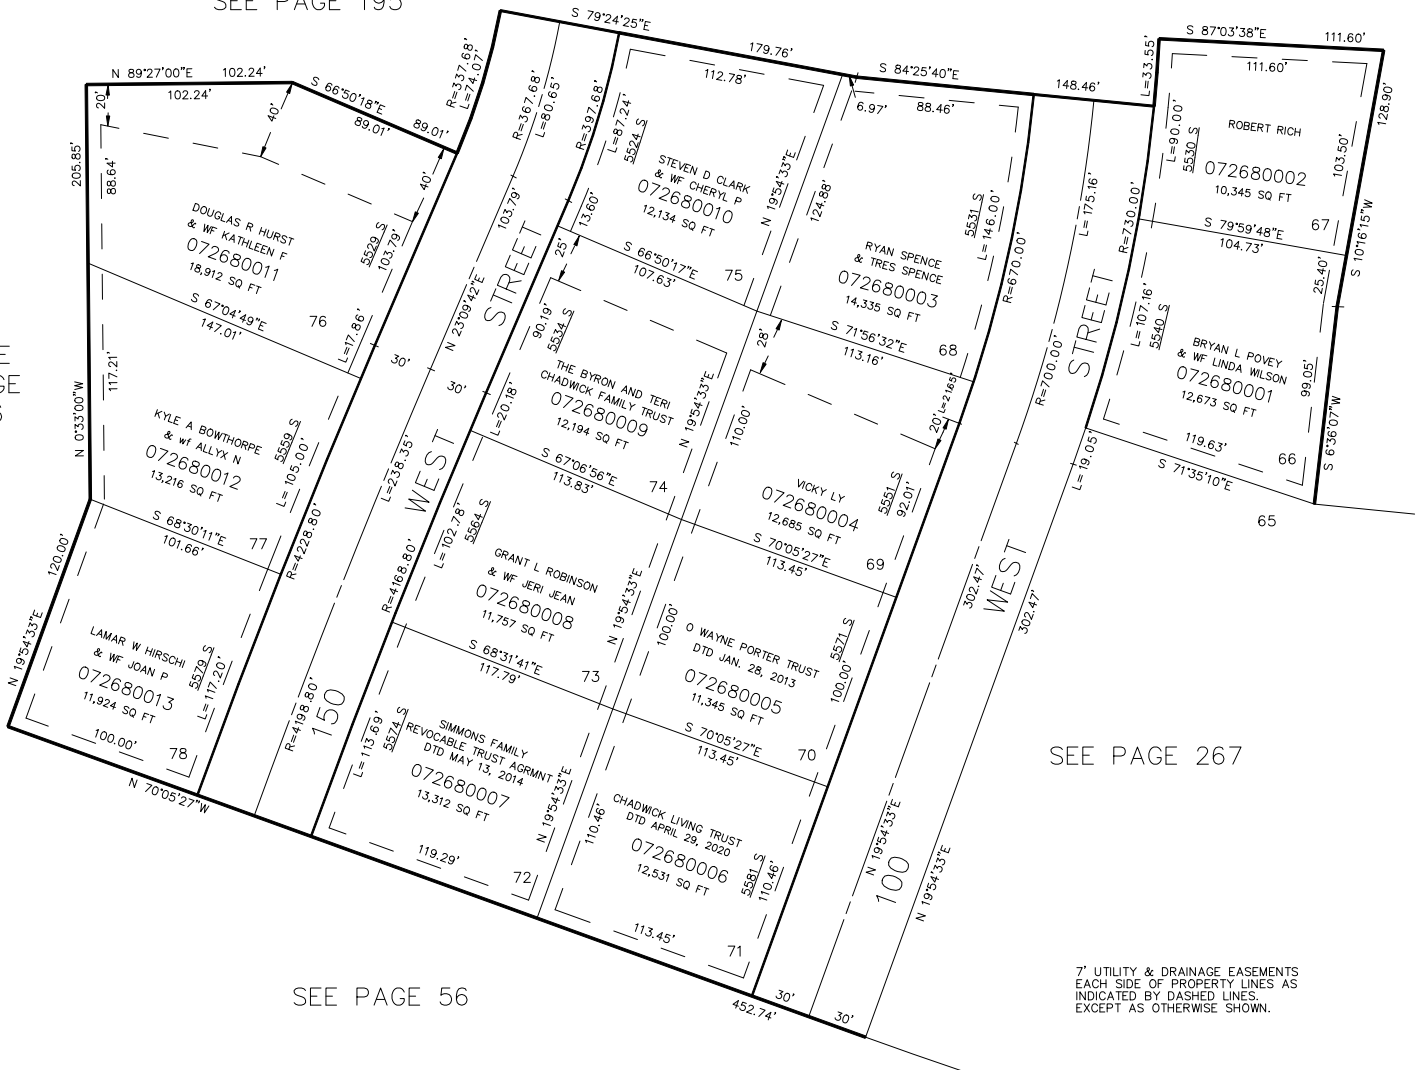 SEE PAGE 195
S 79°24'25"E
179.76'
S 84°25'40"E
148.46'
S 87°03'38"E
111.60'
N 89°27'00"E
102.24'
102.24'
S 66°50'18"E
89.01'
89.01'
20'
40'
40'
205.85'
88.64'
R=337.68'
L=74.07'
R=367.68'
L=80.65'
R=397.68'
L=87.24'
5524 S
112.78'
6.97'
88.46'
L=33.55'
111.60'
128.90'
STEVEN D CLARK
& WF CHERYL P
072680010
12,134 SQ FT
N 19°54'33"E
124.88'
L=90.00'
5530 S
ROBERT RICH
072680002
10,345 SQ FT
103.50'
67
S 79°59'48"E
104.73'
S 10°16'15"W
DOUGLAS R HURST
& WF KATHLEEN F
072680011
18,912 SQ FT
5529 S
103.79'
103.79'
13.60'
25'
S 66°50'17"E
107.63'
75
RYAN SPENCE
& TRES SPENCE
072680003
14,335 SQ FT
5531 S
L=146.00'
R=670.00'
L= 175.16'
R=730.00'
S 67°04'49"E
147.01'
76
L=17.86'
N 23°09'42"E
STREET
30'
30'
90.19'
5534 S
THE BYRON AND TERI
CHADWICK FAMILY TRUST
072680009
12,194 SQ FT
N 19°54'33"E
28'
S 71°56'32"E
113.16'
68
L=21.85'
20'
R=700.00'
STREET
L= 107.16'
5540 S
25.40'
BRYAN L POVEY
& WF LINDA WILSON
072680001
12,673 SQ FT
99.05'
119.63'
66
S 6°36'07"W
S 71°35'10"E
65
L= 19.05'
N 0°33'00"W
117.21'
KYLE A BOWTHORPE
& wf ALLYX N
072680012
13,216 SQ FT
5559 S
L= 105.00'
L=238.35'
WEST
L=20.18'
S 67°06'56"E
113.83'
74
110.00'
VICKY LY
072680004
12,685 SQ FT
5551 S
92.01'
S 68°30'11"E
101.66'
77
R=4228.80'
120.00'
L= 102.78'
5564 S
R=4168.80'
GRANT L ROBINSON
& WF JERI JEAN
072680008
11,757 SQ FT
N 19°54'33"E
S 70°05'27"E
113.45'
69
302.47'
WEST
302.47'
N 19°54'33"E
LAMAR W HIRSCHI
& WF JOAN P
072680013
11,924 SQ FT
5579 S
L= 117.20'
S 68°31'41"E
117.79'
73
100.00'
O WAYNE PORTER TRUST
DTD JAN. 28, 2013
072680005
11,345 SQ FT
5571 S
100.00'
100.00'
78
N 70°05'27"W
R=4198.80'
150
L= 113.69'
5574 S
SIMMONS FAMILY
REVOCABLE TRUST AGRMNT
DTD MAY 13, 2014
072680007
13,312 SQ FT
N 19°54'33"E
119.29'
72
S 70°05'27"E
113.45'
70
110.46'
CHADWICK LIVING TRUST
DTD APRIL 29, 2020
072680006
12,531 SQ FT
5581 S
110.46'
113.45'
71
N 19°54'33"E
100
N 19°54'33"E
SEE PAGE 267
30'
30'
452.74'
SEE PAGE 56
7' UTILITY & DRAINAGE EASEMENTS
EACH SIDE OF PROPERTY LINES AS
INDICATED BY DASHED LINES.
EXCEPT AS OTHERWISE SHOWN.